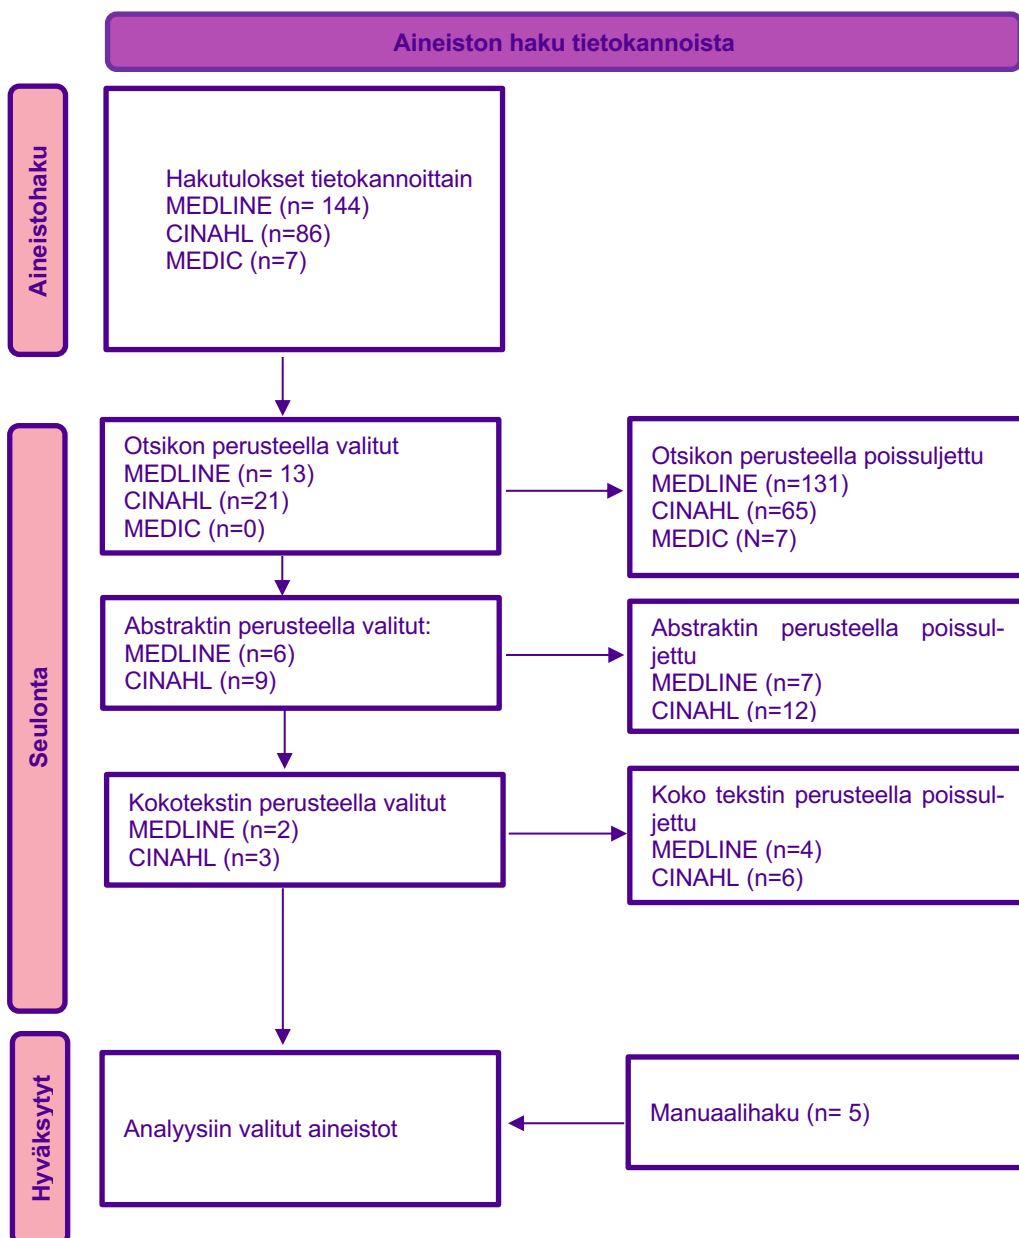 Aineiston haku tietokannoista
Aineistohaku
Hakutulokset tietokannoittain
MEDLINE (n= 144)
CINAHL (n=86)
MEDIC (n=7)
Seulonta
Otsikon perusteella valitut
MEDLINE (n= 13)
CINAHL (n=21)
MEDIC (n=0)
Otsikon perusteella poissuljettu
MEDLINE (n=131)
CINAHL (n=65)
MEDIC (N=7)
Abstraktin perusteella valitut:
MEDLINE (n=6)
CINAHL (n=9)
Abstraktin perusteella poissul-
jettu
MEDLINE (n=7)
CINAHL (n=12)
Kokotekstin perusteella valitut
MEDLINE (n=2)
CINAHL (n=3)
Koko tekstin perusteella poissul-
jettu
MEDLINE (n=4)
CINAHL (n=6)
Hyväksytyt
Analyysiin valitut aineistot
Manuaalihaku (n= 5)